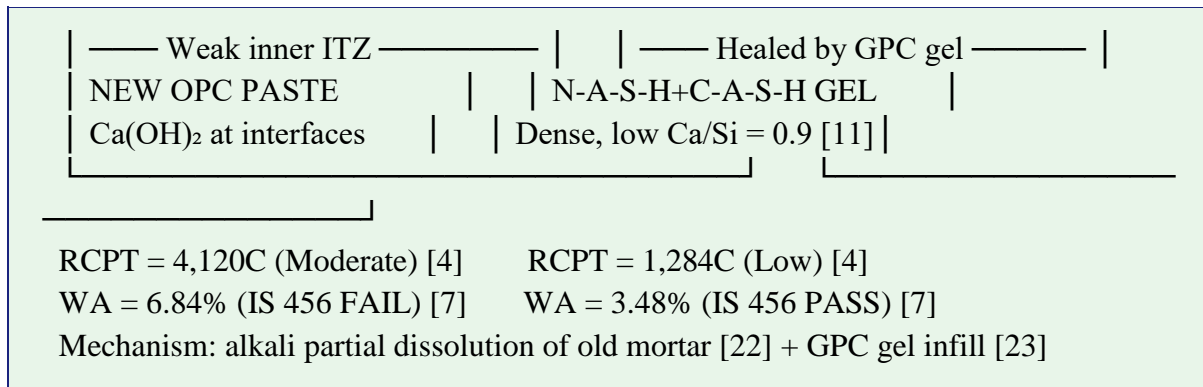 │ ─── Weak inner ITZ ─────── │ │ ─── Healed by GPC gel ───── │
│ NEW OPC PASTE │ │ N-A-S-H+C-A-S-H GEL │
│ Ca(OH)₂ at interfaces │ │ Dense, low Ca/Si = 0.9 [11] │
RCPT = 4,120C (Moderate) [4] RCPT = 1,284C (Low) [4]
WA = 6.84% (IS 456 FAIL) [7] WA = 3.48% (IS 456 PASS) [7]
Mechanism: alkali partial dissolution of old mortar [22] + GPC gel infill [23]